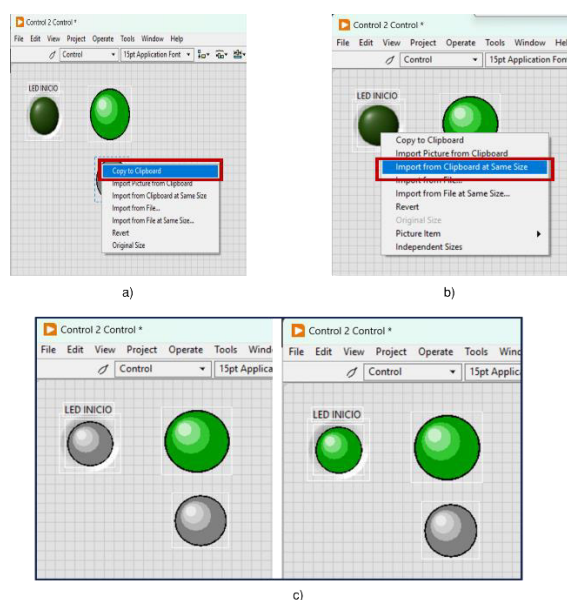 Control 2 Control *
File Edit View Project Operate Tools Window Help
Control 15pt Application Font
LED INICIO
Copy to Clipboard
Import Picture from Clipboard
Import from Clipboard at Same Size
Import from File...
Import from File at Same Size...
Revert
Original Size
a)
Control 2 Control *
File Edit View Project Operate Tools Window Hel
Control 15pt Application Fon
LED INICIO
Copy to Clipboard
Import Picture from Clipboard
Import from Clipboard at Same Size
Import from File...
Import from File at Same Size...
Revert
Original Size
Picture Item
Independent Sizes
b)
Control 2 Control *
File Edit View Project Operate Tools Wind
Control 15pt Applica
LED INICIO
Control 2 Control *
File Edit View Project Operate Tools Winc
Control 15pt Applic
LED INICIO
c)